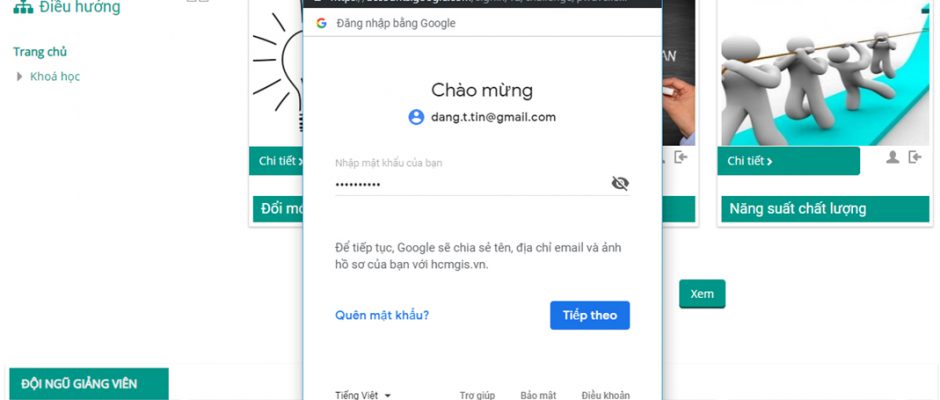 Điều hướng
Trang chủ
Khoá học
Đăng nhập bằng Google
Chào mừng
dang.t.tin@gmail.com
Nhập mật khẩu của bạn
••••••••••
Để tiếp tục, Google sẽ chia sẻ tên, địa chỉ email và ảnh
hồ sơ của bạn với hcmgis.vn.
Quên mật khẩu?
Tiếp theo
Tiếng Việt
Trợ giúp
Bảo mật
Điều khoản
Chi tiết
Đổi
AN
Chi tiết
Năng suất chất lượng
Xem
ĐỘI NGŨ GIẢNG VIÊN